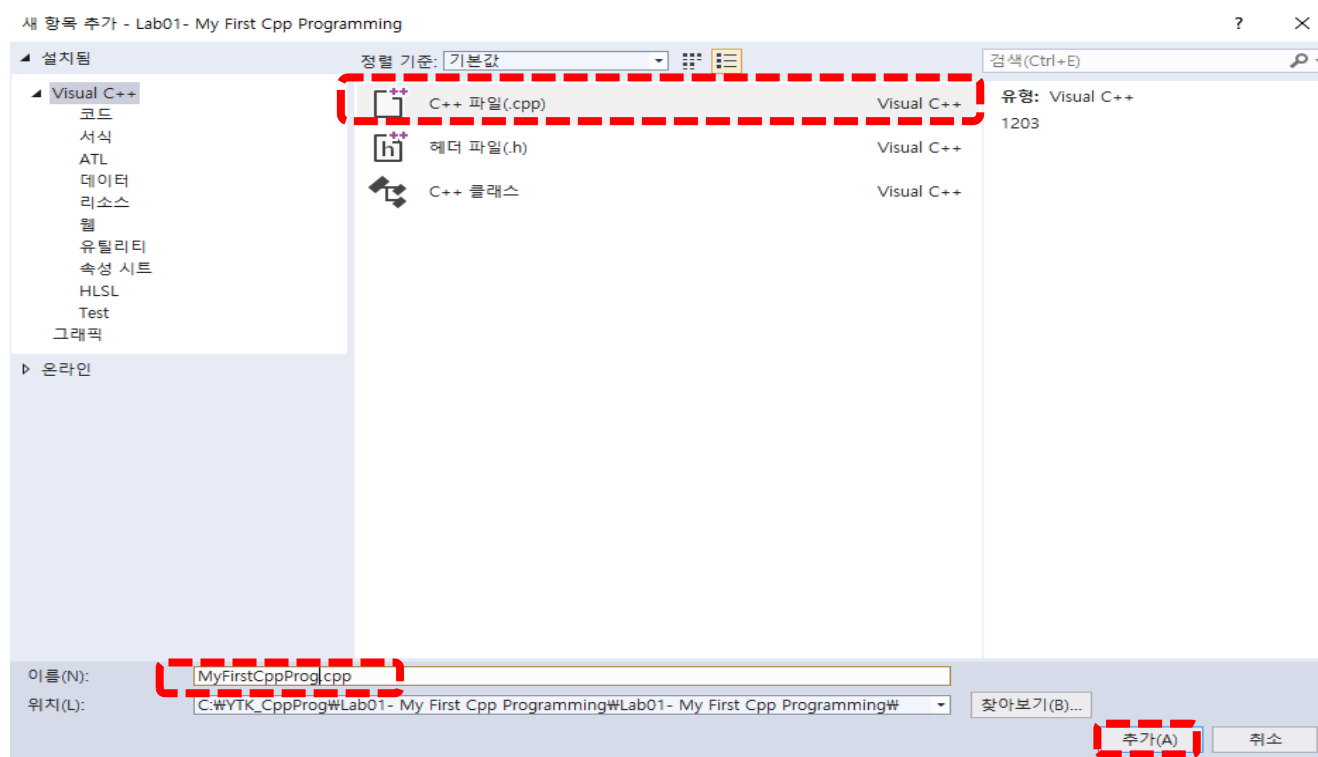 새 항목 추가 - Lab01- My First Cpp Programming ? ×
설치됨
정렬 기준: 기본값
검색(Ctrl+E)
Visual C++
코드
서식
ATL
데이터
리소스
웹
유틸리티
속성 시트
HLSL
Test
그래픽
온라인
C++ 파일(.cpp) Visual C++
헤더 파일(.h) Visual C++
C++ 클래스 Visual C++
유형: Visual C++
1203
이름(N): MyFirstCppProg.cpp
위치(L): C:₩YTK_CppProg₩Lab01- My First Cpp Programming₩Lab01- My First Cpp Programming₩ 찾아보기(B)...
추가(A) 취소